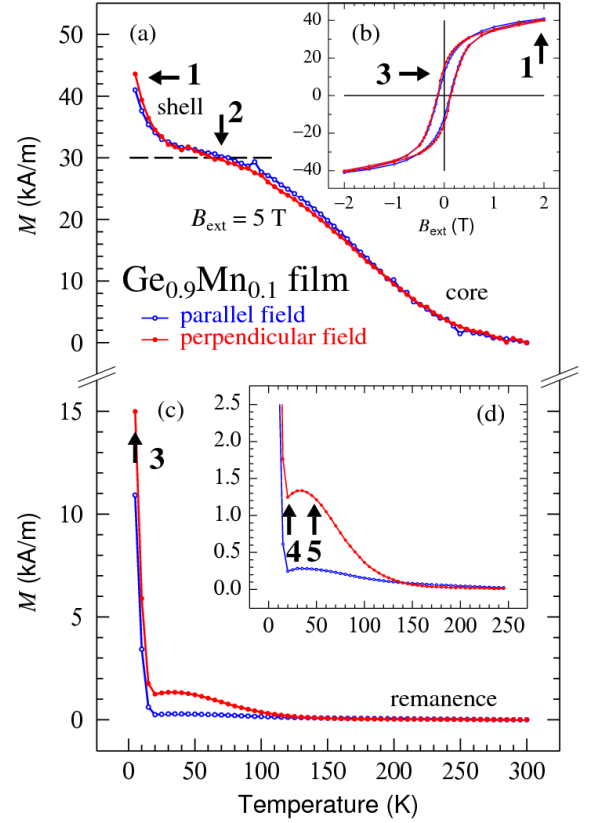 (a)
1
shell
2
B_ext = 5 T
Ge0.9Mn0.1 film
parallel field
perpendicular field
core
M (kA/m)
50
40
30
20
10
0
(b)
3
1
40
20
0
−20
−40
−2 −1 0 1 2
B_ext (T)
(c)
3
remanence
M (kA/m)
15
10
5
0
(d)
4 5
2.5
2.0
1.5
1.0
0.5
0.0
0 50 100 150 200 250
0 50 100 150 200 250 300
Temperature (K)